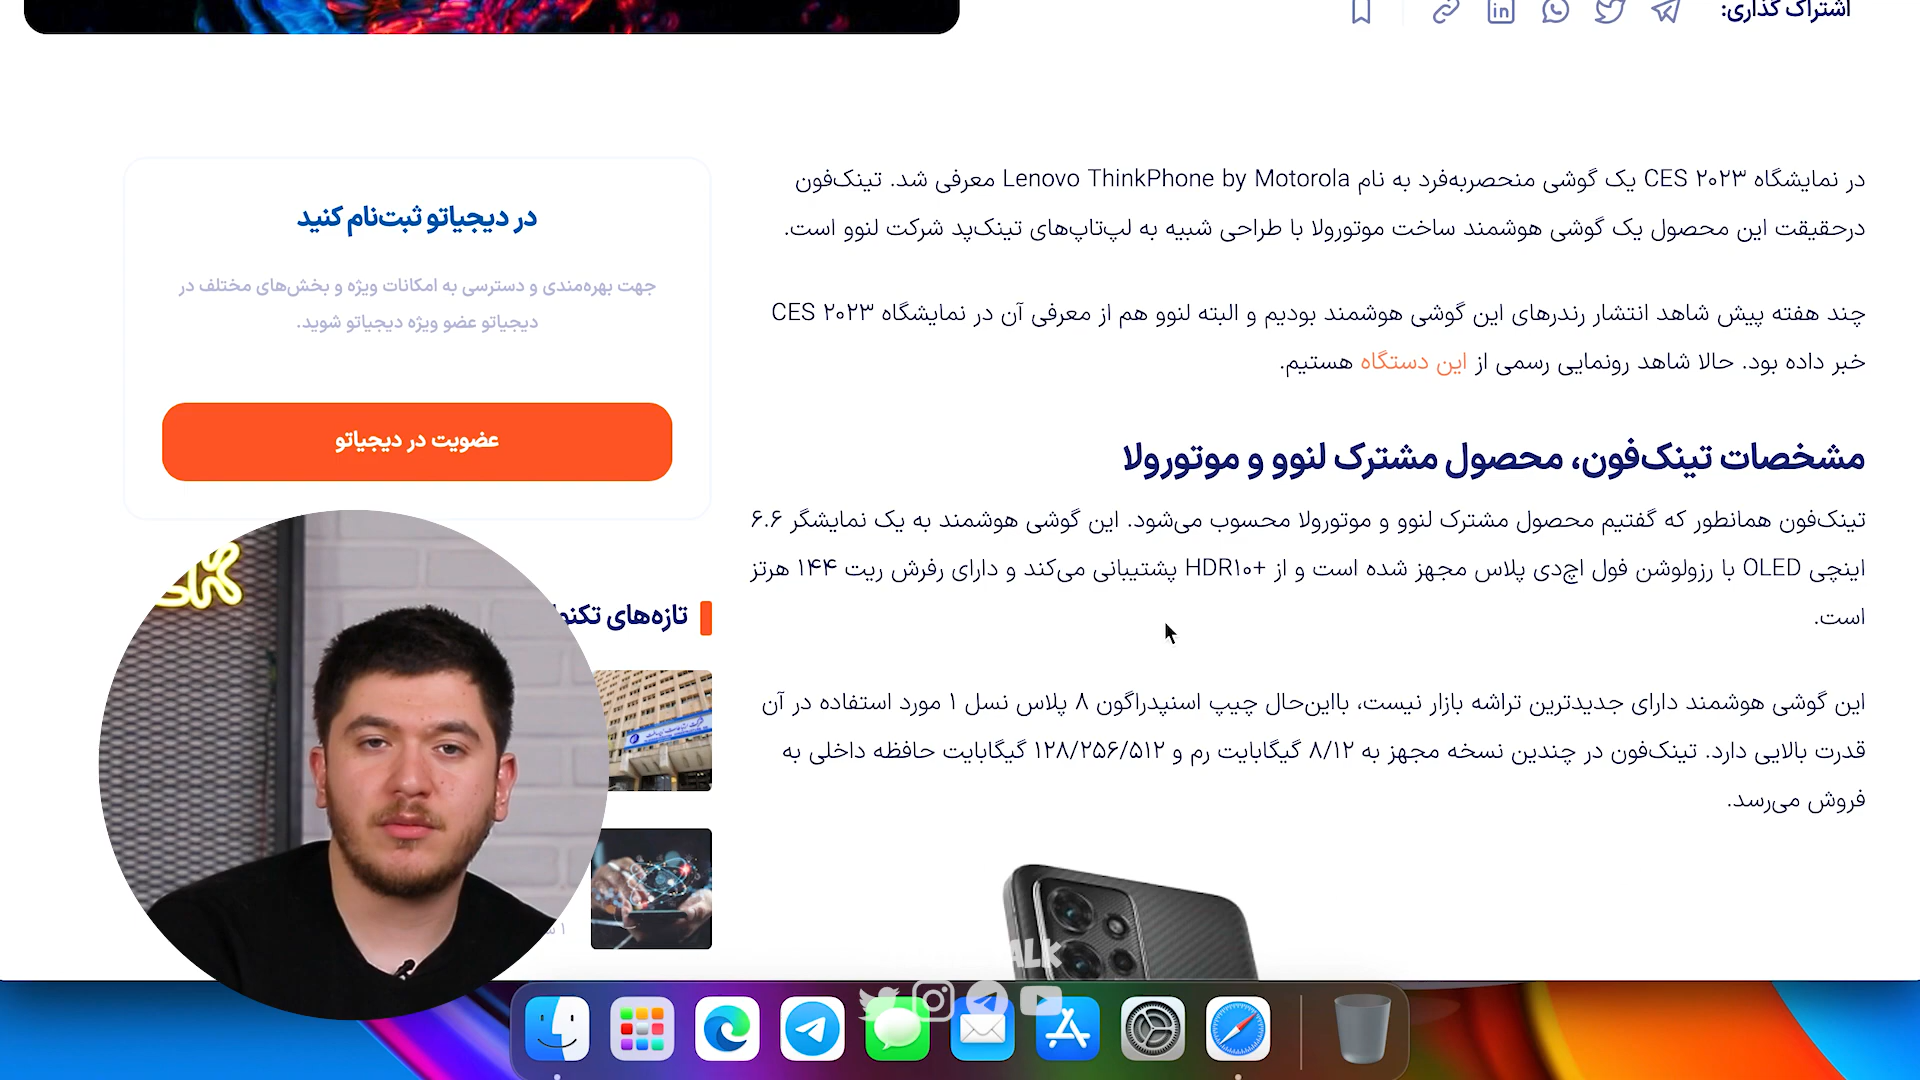 اشتراک گذاری:
در نمایشگاه CES ۲۰۲۳ یک گوشی منحصربه‌فرد به نام Lenovo ThinkPhone by Motorola معرفی شد. تینک‌فون
درحقیقت این محصول یک گوشی هوشمند ساخت موتورولا با طراحی شبیه به لپ‌تاپ‌های تینک‌پد شرکت لنوو است.
چند هفته پیش شاهد انتشار رندرهای این گوشی هوشمند بودیم و البته لنوو هم از معرفی آن در نمایشگاه CES ۲۰۲۳
خبر داده بود. حالا شاهد رونمایی رسمی از این دستگاه هستیم.
مشخصات تینک‌فون، محصول مشترک لنوو و موتورولا
تینک‌فون همانطور که گفتیم محصول مشترک لنوو و موتورولا محسوب می‌شود. این گوشی هوشمند به یک نمایشگر ۶.۶
اینچی OLED با رزولوشن فول اچ‌دی پلاس مجهز شده است و از +HDR۱۰ پشتیبانی می‌کند و دارای رفرش ریت ۱۴۴ هرتز
است.
این گوشی هوشمند دارای جدیدترین تراشه بازار نیست، بااین‌حال چیپ اسنپدراگون ۸ پلاس نسل ۱ مورد استفاده در آن
قدرت بالایی دارد. تینک‌فون در چندین نسخه مجهز به ۸/۱۲ گیگابایت رم و ۱۲۸/۲۵۶/۵۱۲ گیگابایت حافظه داخلی به
فروش می‌رسد.
در دیجیاتو ثبت‌نام کنید
جهت بهره‌مندی و دسترسی به امکانات ویژه و بخش‌های مختلف در
دیجیاتو عضو ویژه دیجیاتو شوید.
عضویت در دیجیاتو
تازه‌های
۱